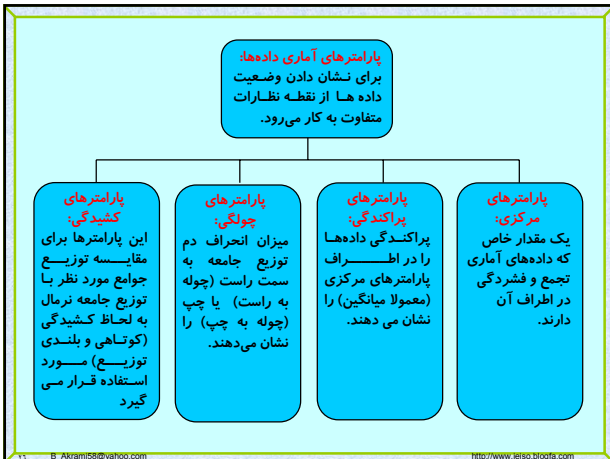 پارامترهای آماری داده‌ها:
برای نشان دادن وضعیت
داده ها از نقطه نظارات
متفاوت به کار می‌رود.
پارامترهای
مرکزی:
یک مقدار خاص
که داده‌های آماری
تجمع و فشردگی
در اطراف آن
دارند.
پارامترهای
پراکندگی:
پراکندگی داده‌ها
را در اطراف
پارامترهای مرکزی
(معمولا میانگین) را
نشان می دهند.
پارامترهای
چولگی:
میزان انحراف دم
توزیع جامعه به
سمت راست (چوله
به راست) یا چپ
(چوله به چپ) را
نشان می‌دهند.
پارامترهای
کشیدگی:
این پارامترها برای
مقایسه توزیع
جوامع مورد نظر با
توزیع جامعه نرمال
به لحاظ کشیدگی
(کوتاهی و بلندی
توزیع) مورد
استفاده قرار می
گیرد
٢٦ B_Akrami58@yahoo.com http://www.ieiso.blogfa.com